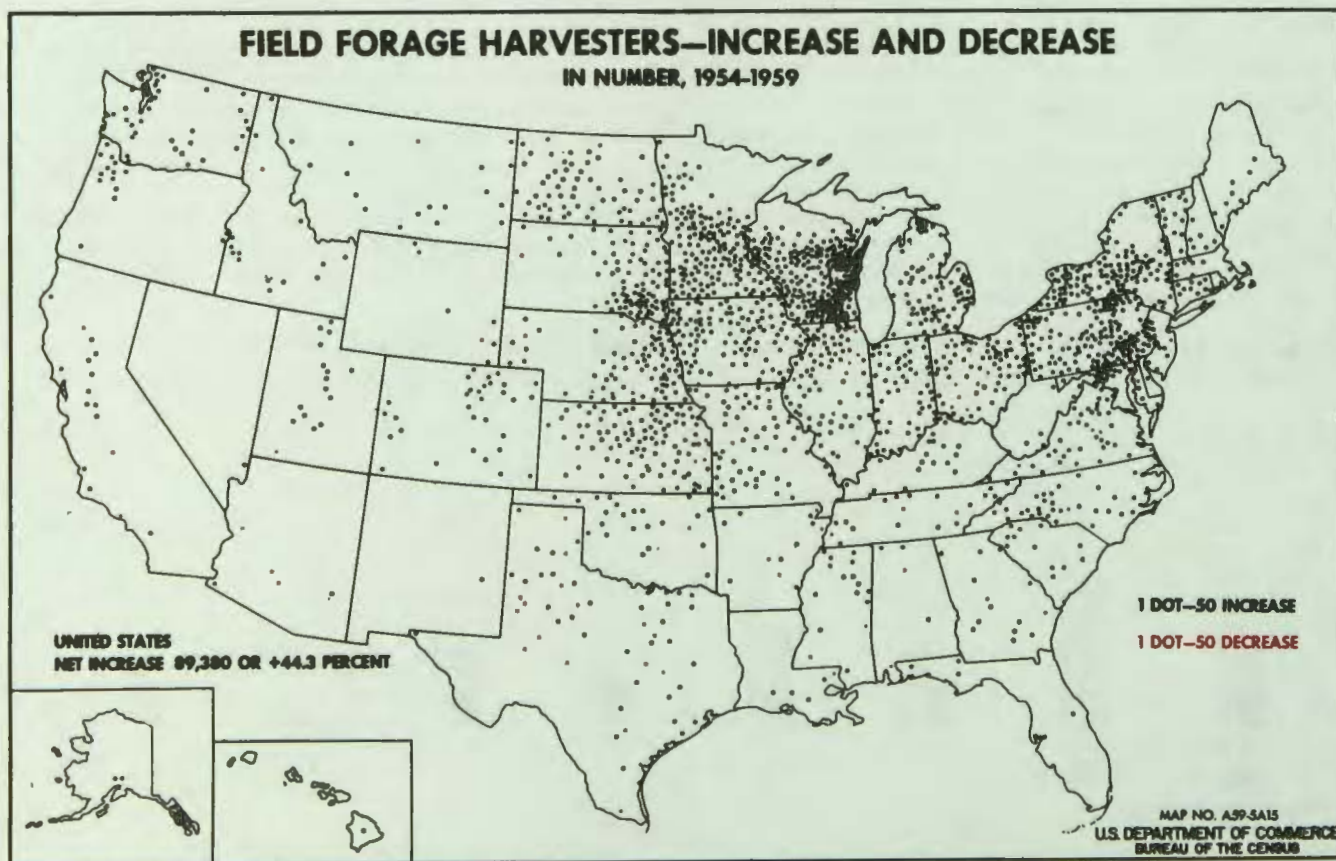 FIELD FORAGE HARVESTERS—INCREASE AND DECREASE
IN NUMBER, 1954-1959
1 DOT—50 INCREASE
1 DOT—50 DECREASE
UNITED STATES
NET INCREASE 89,380 OR +44.3 PERCENT
MAP NO. A59-SA15
U.S. DEPARTMENT OF COMMERCE
BUREAU OF THE CENSUS